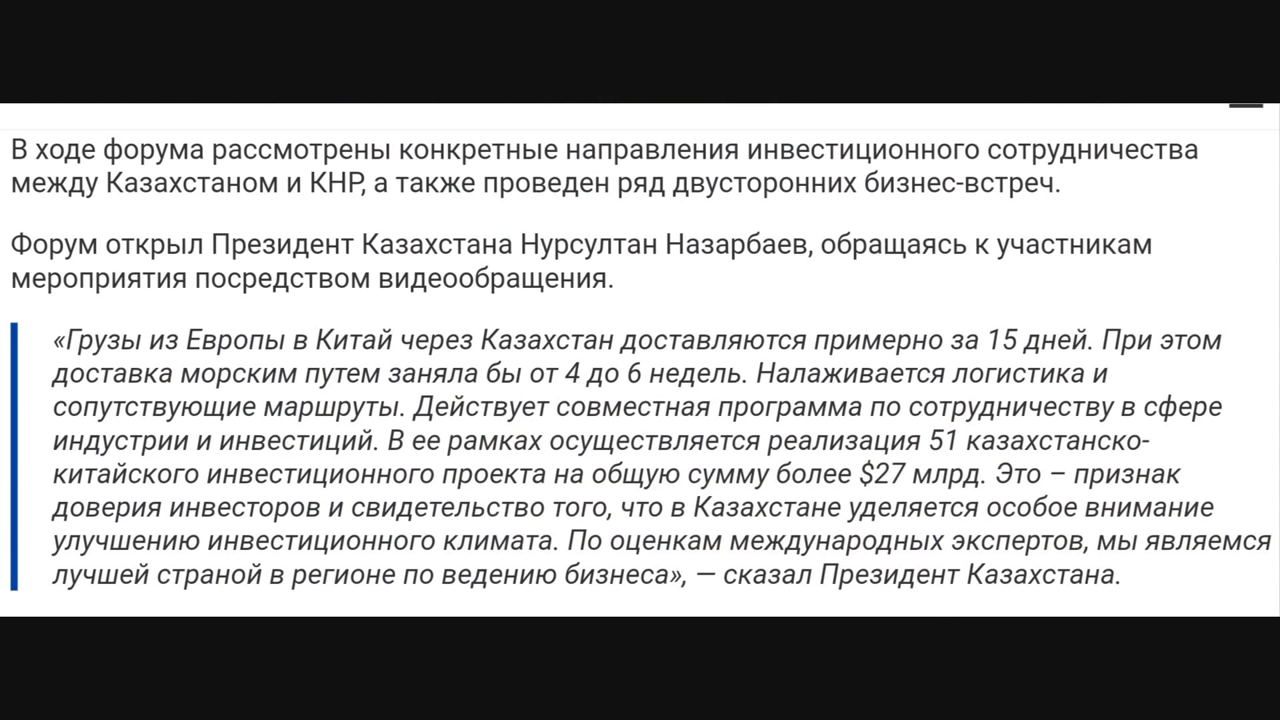 В ходе форума рассмотрены конкретные направления инвестиционного сотрудничества
между Казахстаном и КНР, а также проведен ряд двусторонних бизнес-встреч.
Форум открыл Президент Казахстана Нурсултан Назарбаев, обращаясь к участникам
мероприятия посредством видеообращения.
«Грузы из Европы в Китай через Казахстан доставляются примерно за 15 дней. При этом
доставка морским путем заняла бы от 4 до 6 недель. Налаживается логистика и
сопутствующие маршруты. Действует совместная программа по сотрудничеству в сфере
индустрии и инвестиций. В ее рамках осуществляется реализация 51 казахстанско-
китайского инвестиционного проекта на общую сумму более $27 млрд. Это – признак
доверия инвесторов и свидетельство того, что в Казахстане уделяется особое внимание
улучшению инвестиционного климата. По оценкам международных экспертов, мы являемся
лучшей страной в регионе по ведению бизнеса», — сказал Президент Казахстана.